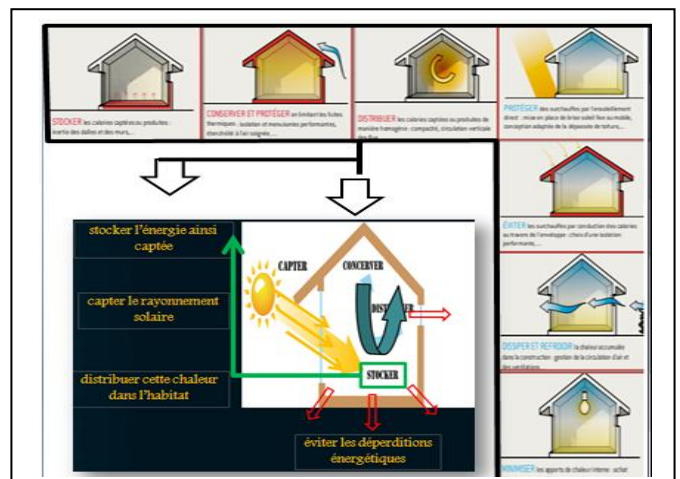 STOCKER les calories captées ou produites :
inertie des dalles et des murs,...
CONSERVER ET PROTÉGER en limitant les fuites
thermiques : isolation et menuiseries performantes,
étanchéité à l'air soignée,...
DISTRIBUER les calories captées ou produites de
manière homogène : compacité, circulation verticale
des flux
PROTÉGER des surchauffes par l'ensoleillement
direct : mise en place de brise soleil fixe ou mobile,
conception adaptée de la dépassée de toiture,...
ÉVITER les surchauffes par conduction des calories
au travers de l'enveloppe : choix d'une isolation
performante,...
DISSIPER ET REFROIDIR la chaleur accumulée
dans la construction : gestion de la circulation d'air et
des ventilations
MINIMISER les apports de chaleur interne : achat
stocker l'énergie ainsi
captée
capter le rayonnement
solaire
distribuer cette chaleur
dans l'habitat
CAPTER
CONCERVER
STOCKER
éviter les déperditions
énergétiques